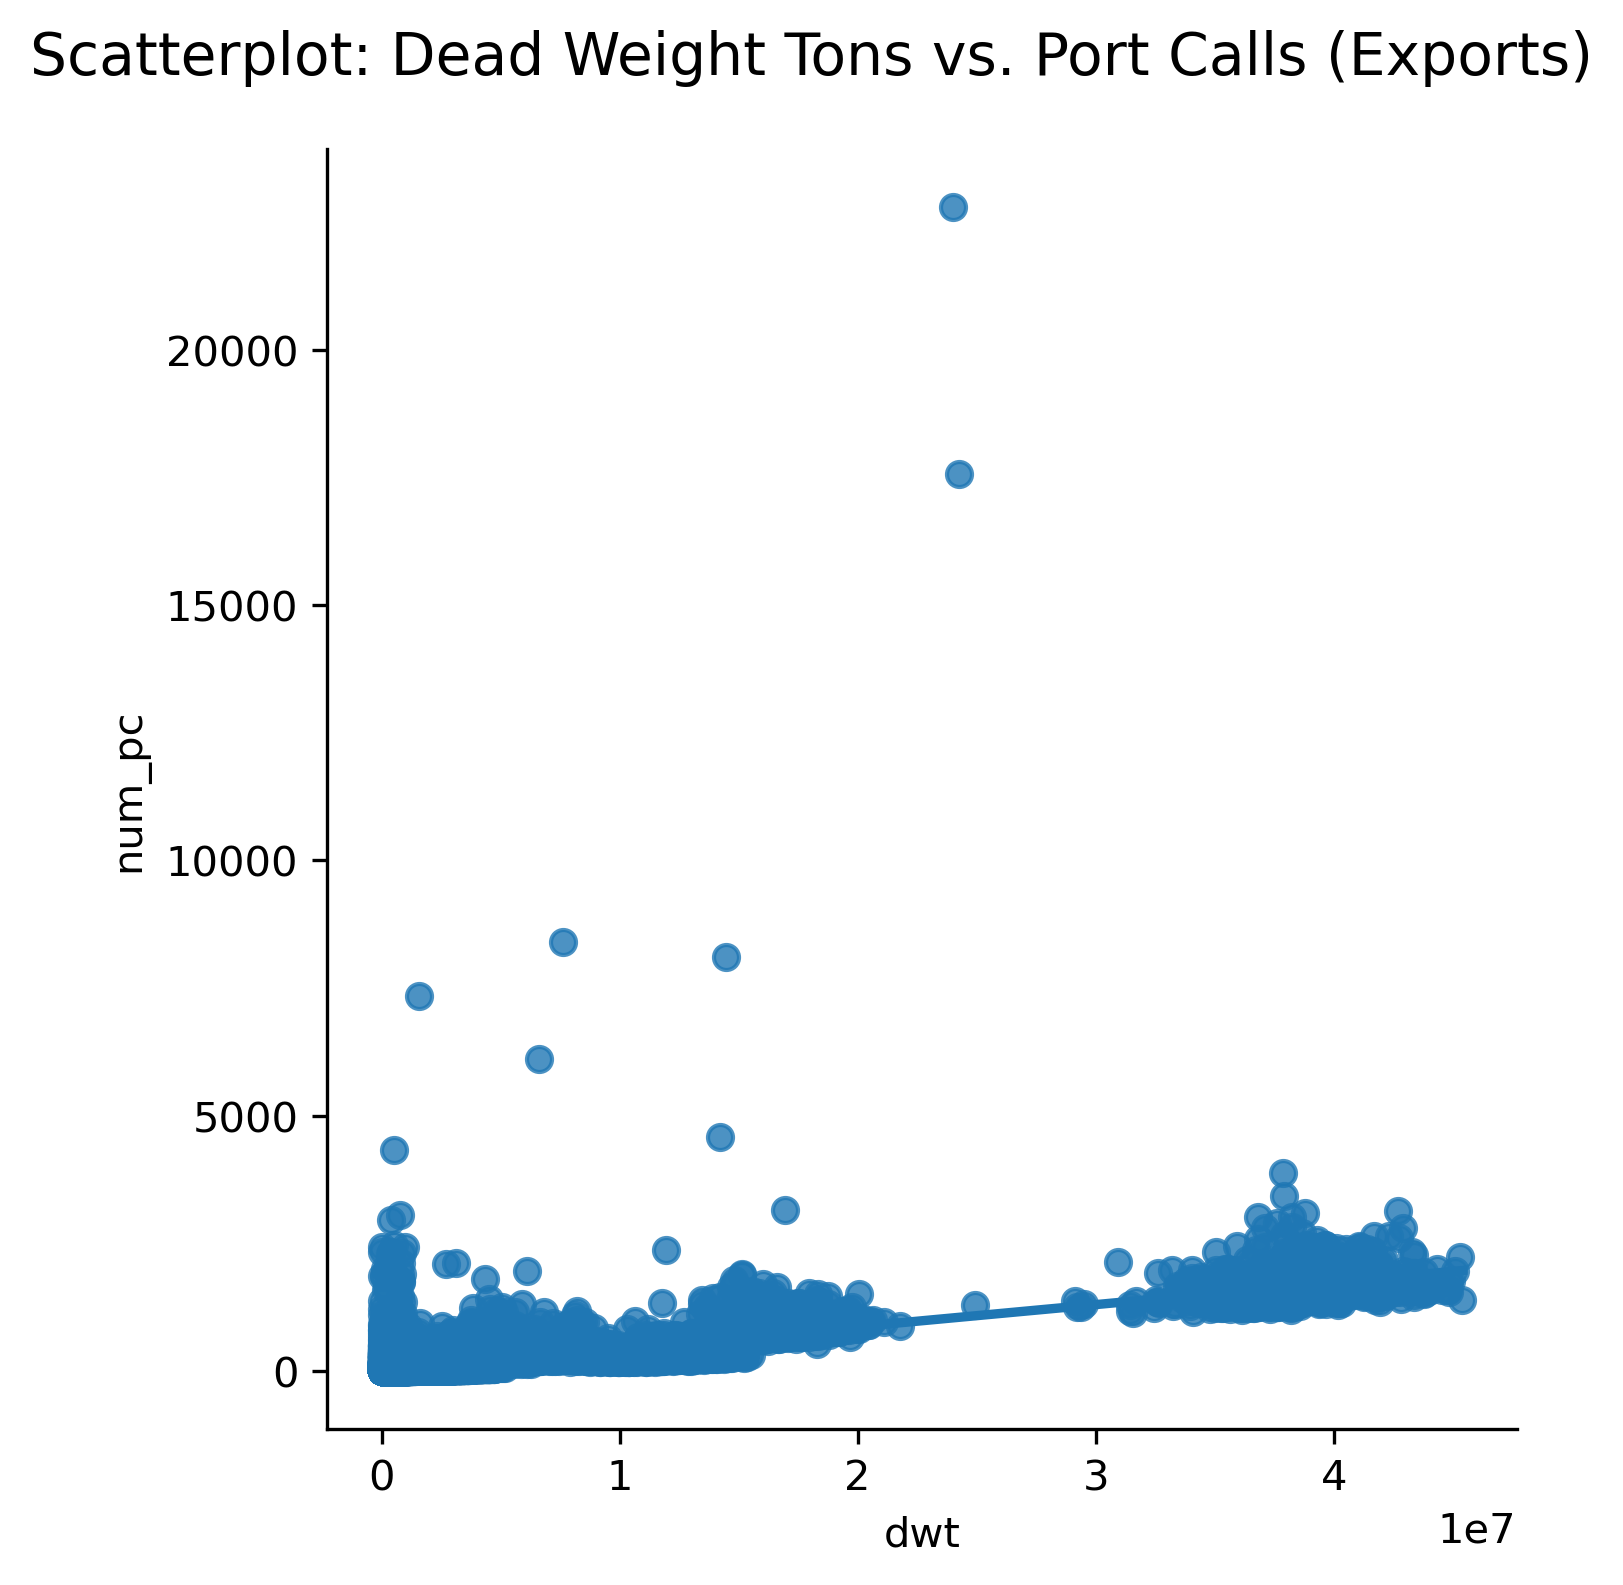 Scatterplot: Dead Weight Tons vs. Port Calls (Exports)
20000
15000
num_pc
10000
5000
0
0 1 2 3 4
dwt
1e7